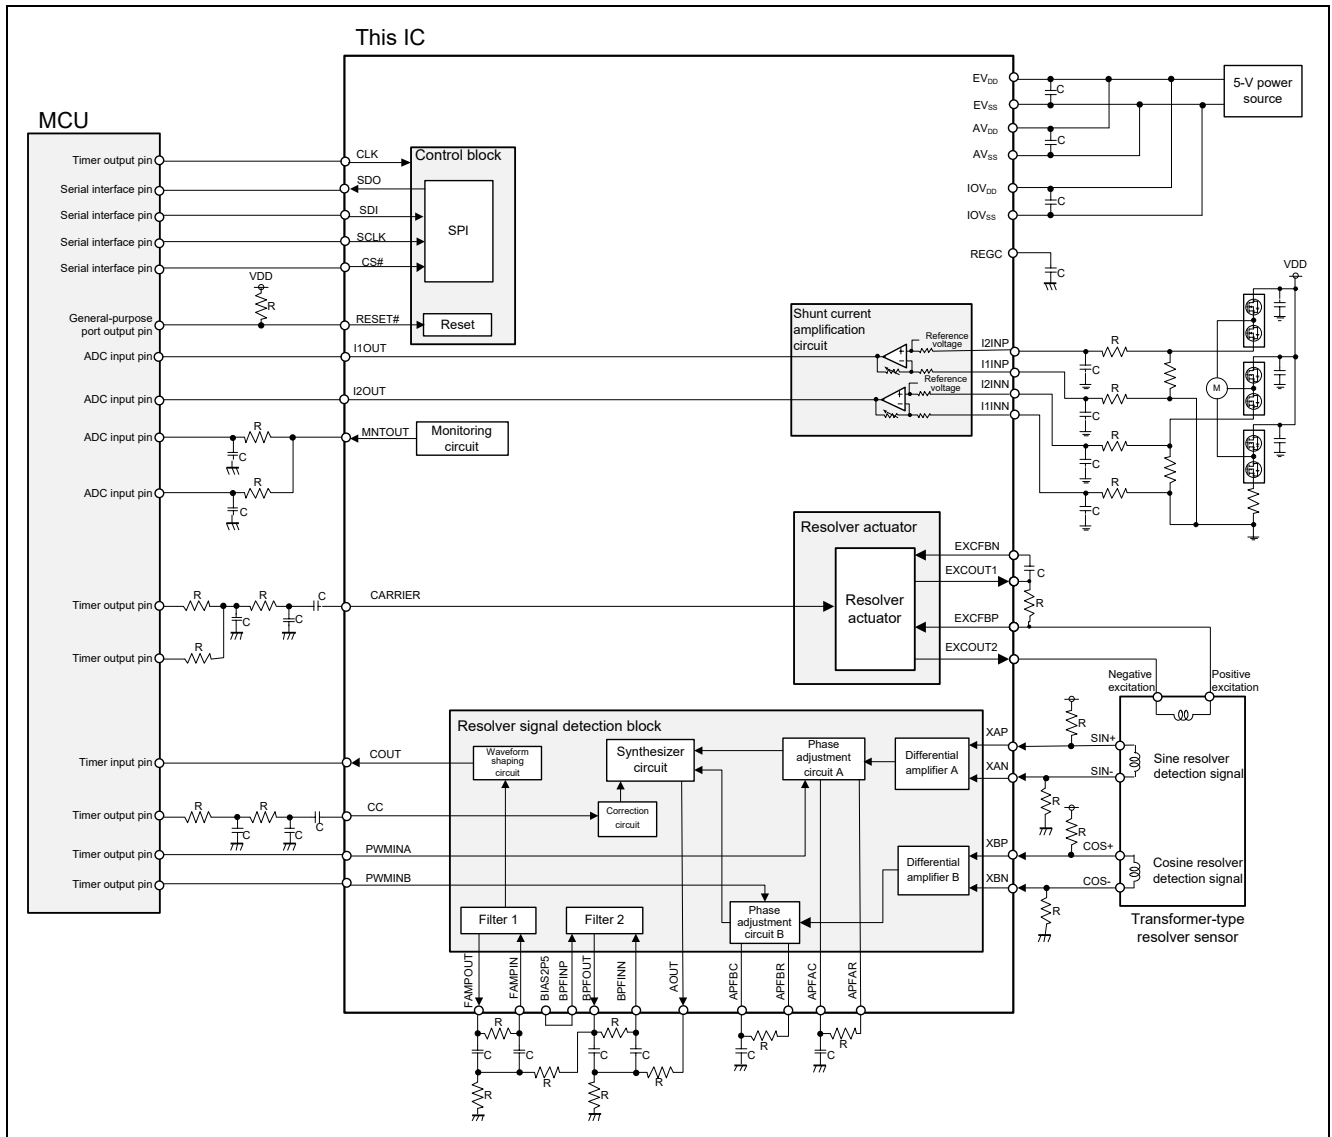 This IC
MCU
Timer output pin
Serial interface pin
Serial interface pin
Serial interface pin
Serial interface pin
General-purpose
port output pin
ADC input pin
ADC input pin
ADC input pin
ADC input pin
Timer output pin
Timer output pin
Timer input pin
Timer output pin
Timer output pin
Timer output pin
VDD
R
R
C
R
C
R
R
C
C
C
R
R
R
C
C
C
CLK
SDO
SDI
SCLK
CS#
RESET#
I1OUT
I2OUT
MNTOUT
CARRIER
COUT
CC
PWMINA
PWMINB
Control block
SPI
Reset
Monitoring
circuit
EVDD
EVSS
AVDD
AVSS
IOVDD
IOVSS
REGC
C
C
C
C
5-V power
source
Shunt current
amplification
circuit
Reference
voltage
Reference
voltage
I2INP
I1INP
I2INN
I1INN
R
C
R
C
R
C
R
C
M
VDD
Resolver actuator
Resolver
actuator
EXCFBN
EXCOUT1
EXCFBP
EXCOUT2
C
R
Negative
excitation
Positive
excitation
Resolver signal detection block
Waveform
shaping
circuit
Synthesizer
circuit
Phase
adjustment
circuit A
Differential
amplifier A
Correction
circuit
Differential
amplifier B
Phase
adjustment
circuit B
Filter 1
Filter 2
XAP
XAN
XBP
XBN
R
R
R
R
SIN+
SIN-
COS+
COS-
Sine resolver
detection signal
Cosine resolver
detection signal
Transformer-type
resolver sensor
FAMPOUT
FAMPIN
BIAS2P5
BPFINP
BPFOUT
BPFINN
AOUT
APFBC
APFBR
APFAC
APFAR
R
C
C
R
R
R
C
C
R
R
R
C
R
C